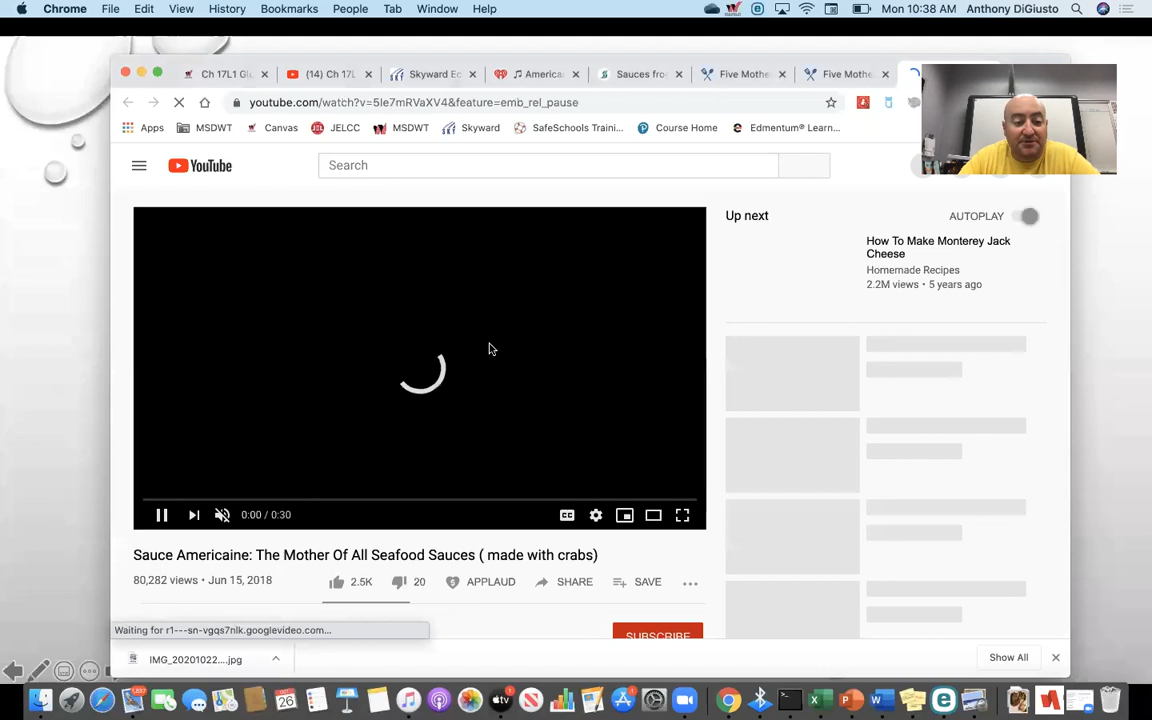 Chrome File Edit View History Bookmarks People Tab Window Help Mon 10:38 AM Anthony DiGiusto
Ch 17L1 Gl
(14) Ch 17L
Skyward Ec
America
Sauces fro
Five Mothe
Five Mothe
youtube.com/watch?v=5Ie7mRVaXV4&feature=emb_rel_pause
Apps MSDWT Canvas JELCC MSDWT Skyward SafeSchools Traini... Course Home Edmentum® Learn...
YouTube
Search
Up next
AUTOPLAY
How To Make Monterey Jack
Cheese
Homemade Recipes
2.2M views • 5 years ago
0:00 / 0:30
CC
Sauce Americaine: The Mother Of All Seafood Sauces ( made with crabs)
80,282 views • Jun 15, 2018
2.5K 20 APPLAUD SHARE SAVE
SUBSCRIBE
Waiting for r1---sn-vgqs7nlk.googlevideo.com...
IMG_20201022....jpg
Show All